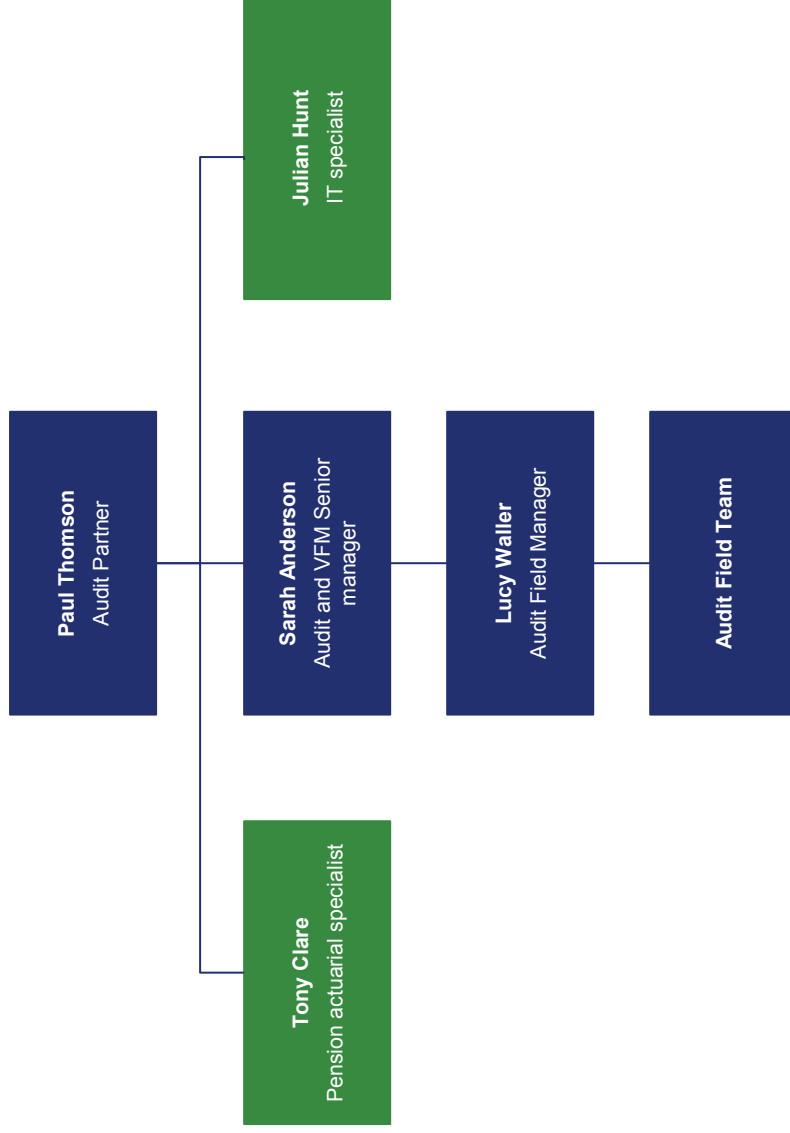 Paul Thomson
Audit Partner
Tony Clare
Pension actuarial specialist
Sarah Anderson
Audit and VFM Senior
manager
Julian Hunt
IT specialist
Lucy Waller
Audit Field Manager
Audit Field Team